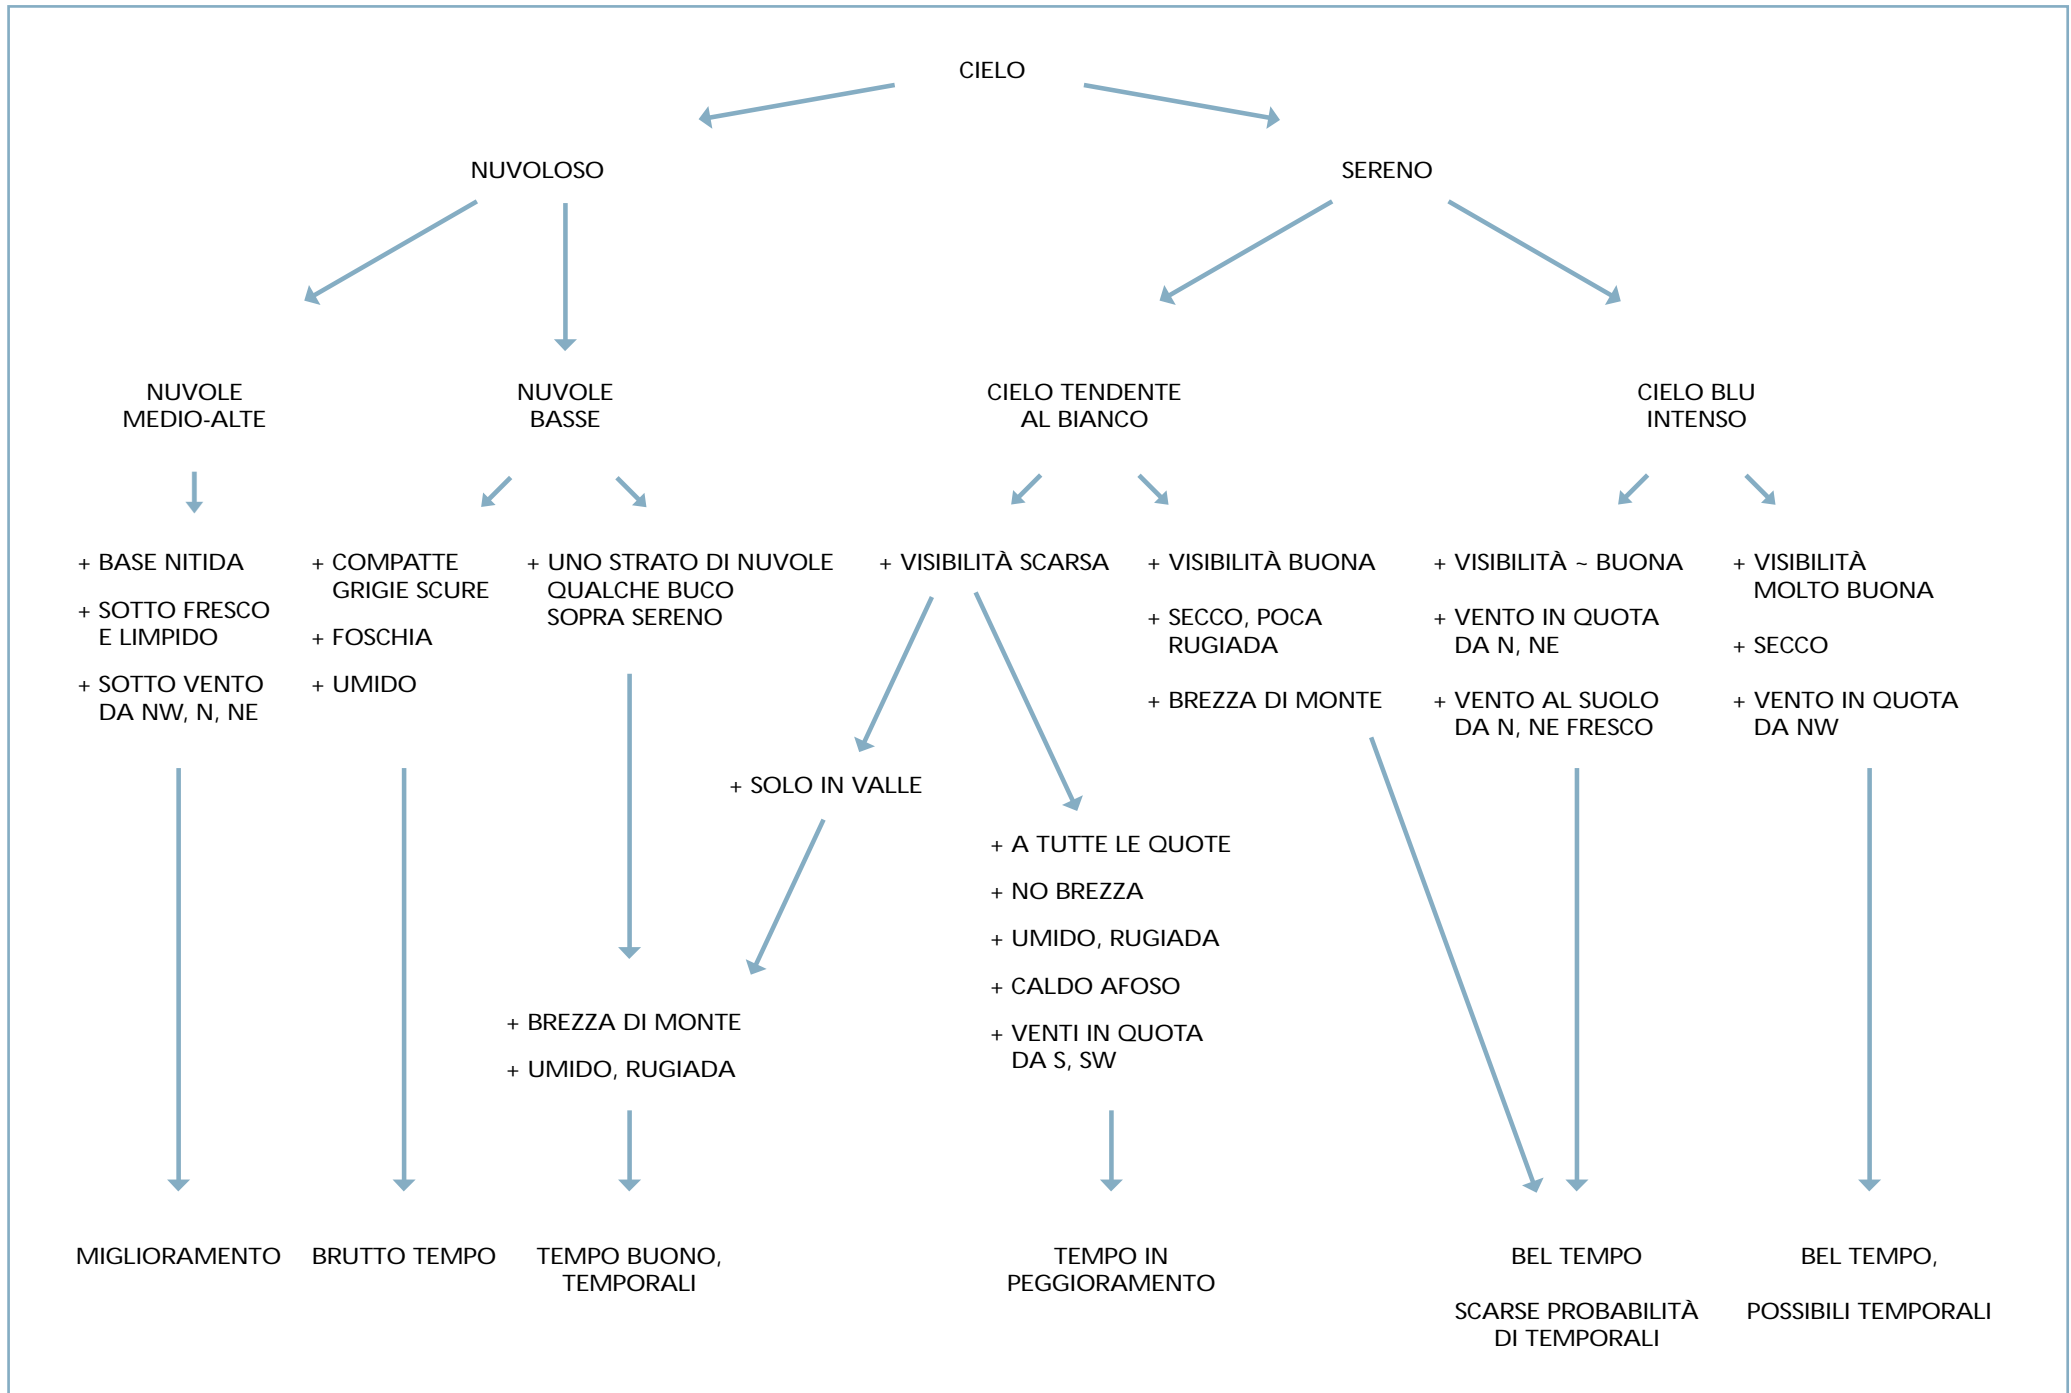 CIELO
NUVOLOSO
SERENO
NUVOLE
MEDIO-ALTE
NUVOLE
BASSE
CIELO TENDENTE
AL BIANCO
CIELO BLU
INTENSO
+ BASE NITIDA
+ SOTTO FRESCO
E LIMPIDO
+ SOTTO VENTO
DA NW, N, NE
+ COMPATTE
GRIGIE SCURE
+ FOSCHIA
+ UMIDO
+ UNO STRATO DI NUVOLE
QUALCHE BUCO
SOPRA SERENO
+ VISIBILITÀ SCARSA
+ VISIBILITÀ BUONA
+ SECCO, POCA
RUGIADA
+ BREZZA DI MONTE
+ VISIBILITÀ ~ BUONA
+ VENTO IN QUOTA
DA N, NE
+ VENTO AL SUOLO
DA N, NE FRESCO
+ VISIBILITÀ
MOLTO BUONA
+ SECCO
+ VENTO IN QUOTA
DA NW
+ SOLO IN VALLE
+ A TUTTE LE QUOTE
+ NO BREZZA
+ UMIDO, RUGIADA
+ CALDO AFOSO
+ VENTI IN QUOTA
DA S, SW
+ BREZZA DI MONTE
+ UMIDO, RUGIADA
MIGLIORAMENTO
BRUTTO TEMPO
TEMPO BUONO,
TEMPORALI
TEMPO IN
PEGGIORAMENTO
BEL TEMPO
SCARSE PROBABILITÀ
DI TEMPORALI
BEL TEMPO,
POSSIBILI TEMPORALI